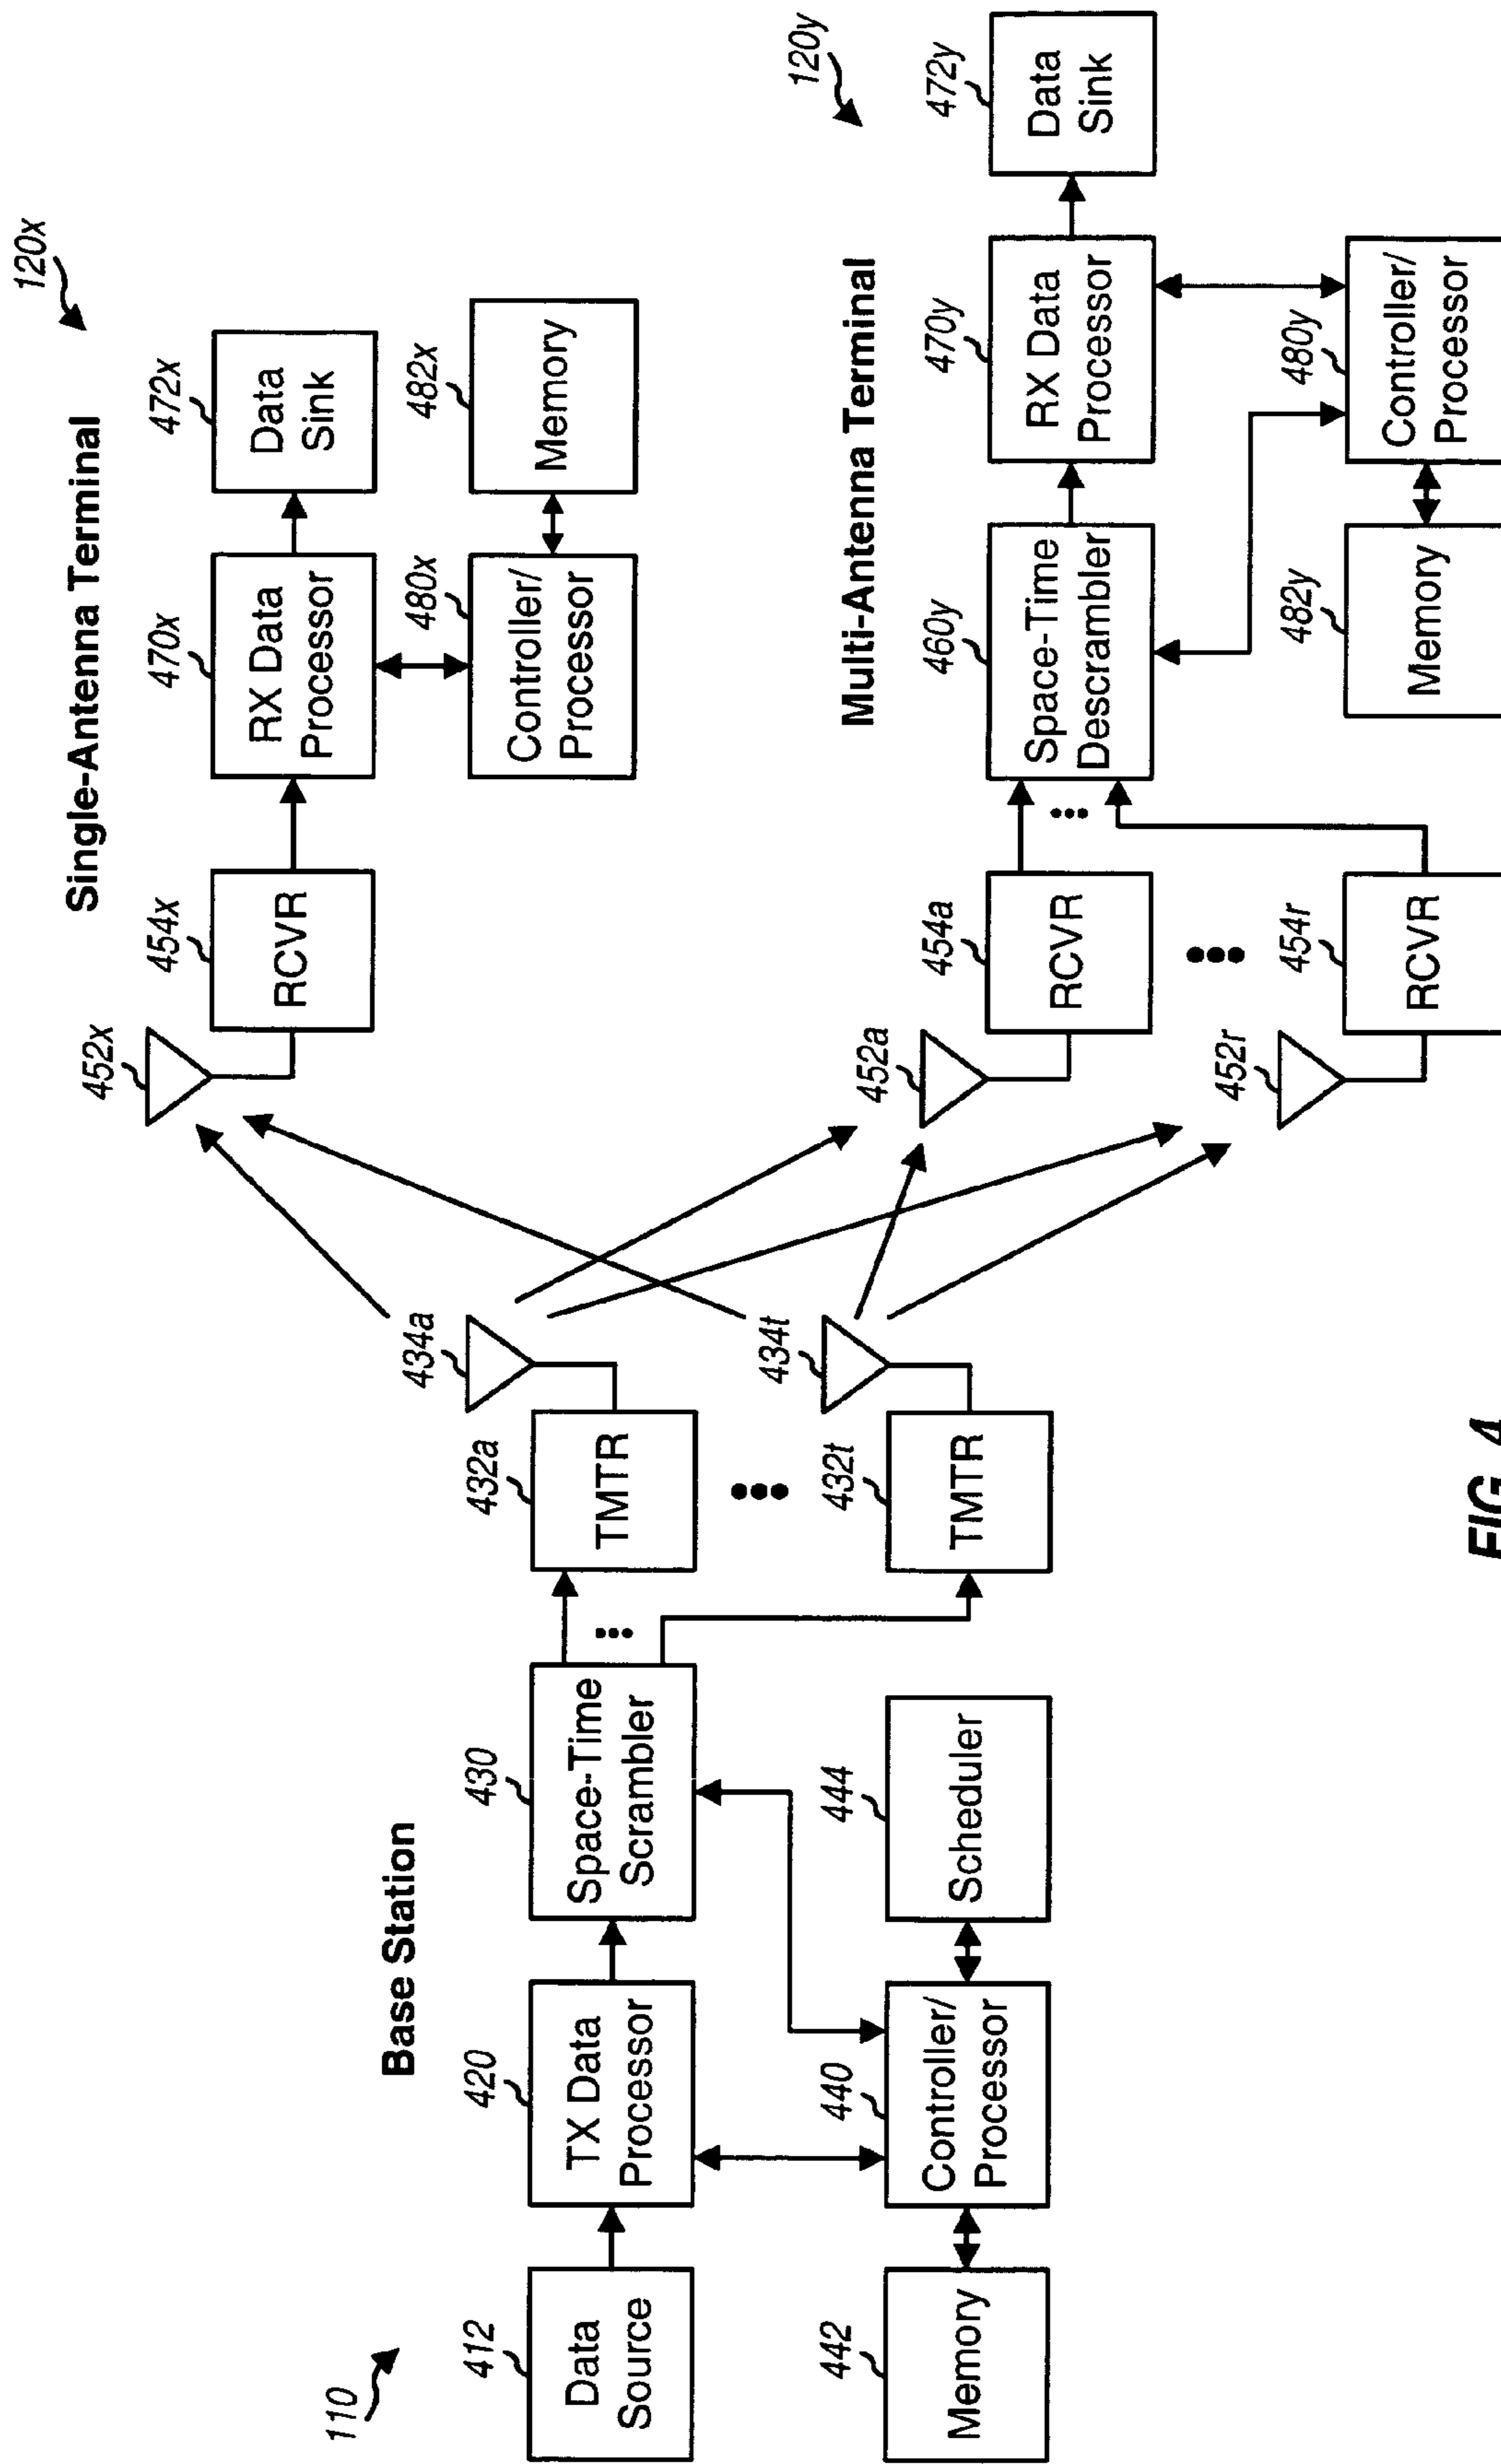 110
Base Station
412
Data
Source
420
TX Data
Processor
430
Space-Time
Scrambler
432a
TMTR
434a
432t
TMTR
434t
442
Memory
440
Controller/
Processor
444
Scheduler
120x
Single-Antenna Terminal
452x
454x
RCVR
470x
RX Data
Processor
472x
Data
Sink
480x
Controller/
Processor
482x
Memory
120y
Multi-Antenna Terminal
452a
454a
RCVR
452r
454r
RCVR
460y
Space-Time
Descrambler
470y
RX Data
Processor
472y
Data
Sink
482y
Memory
480y
Controller/
Processor
FIG. 4